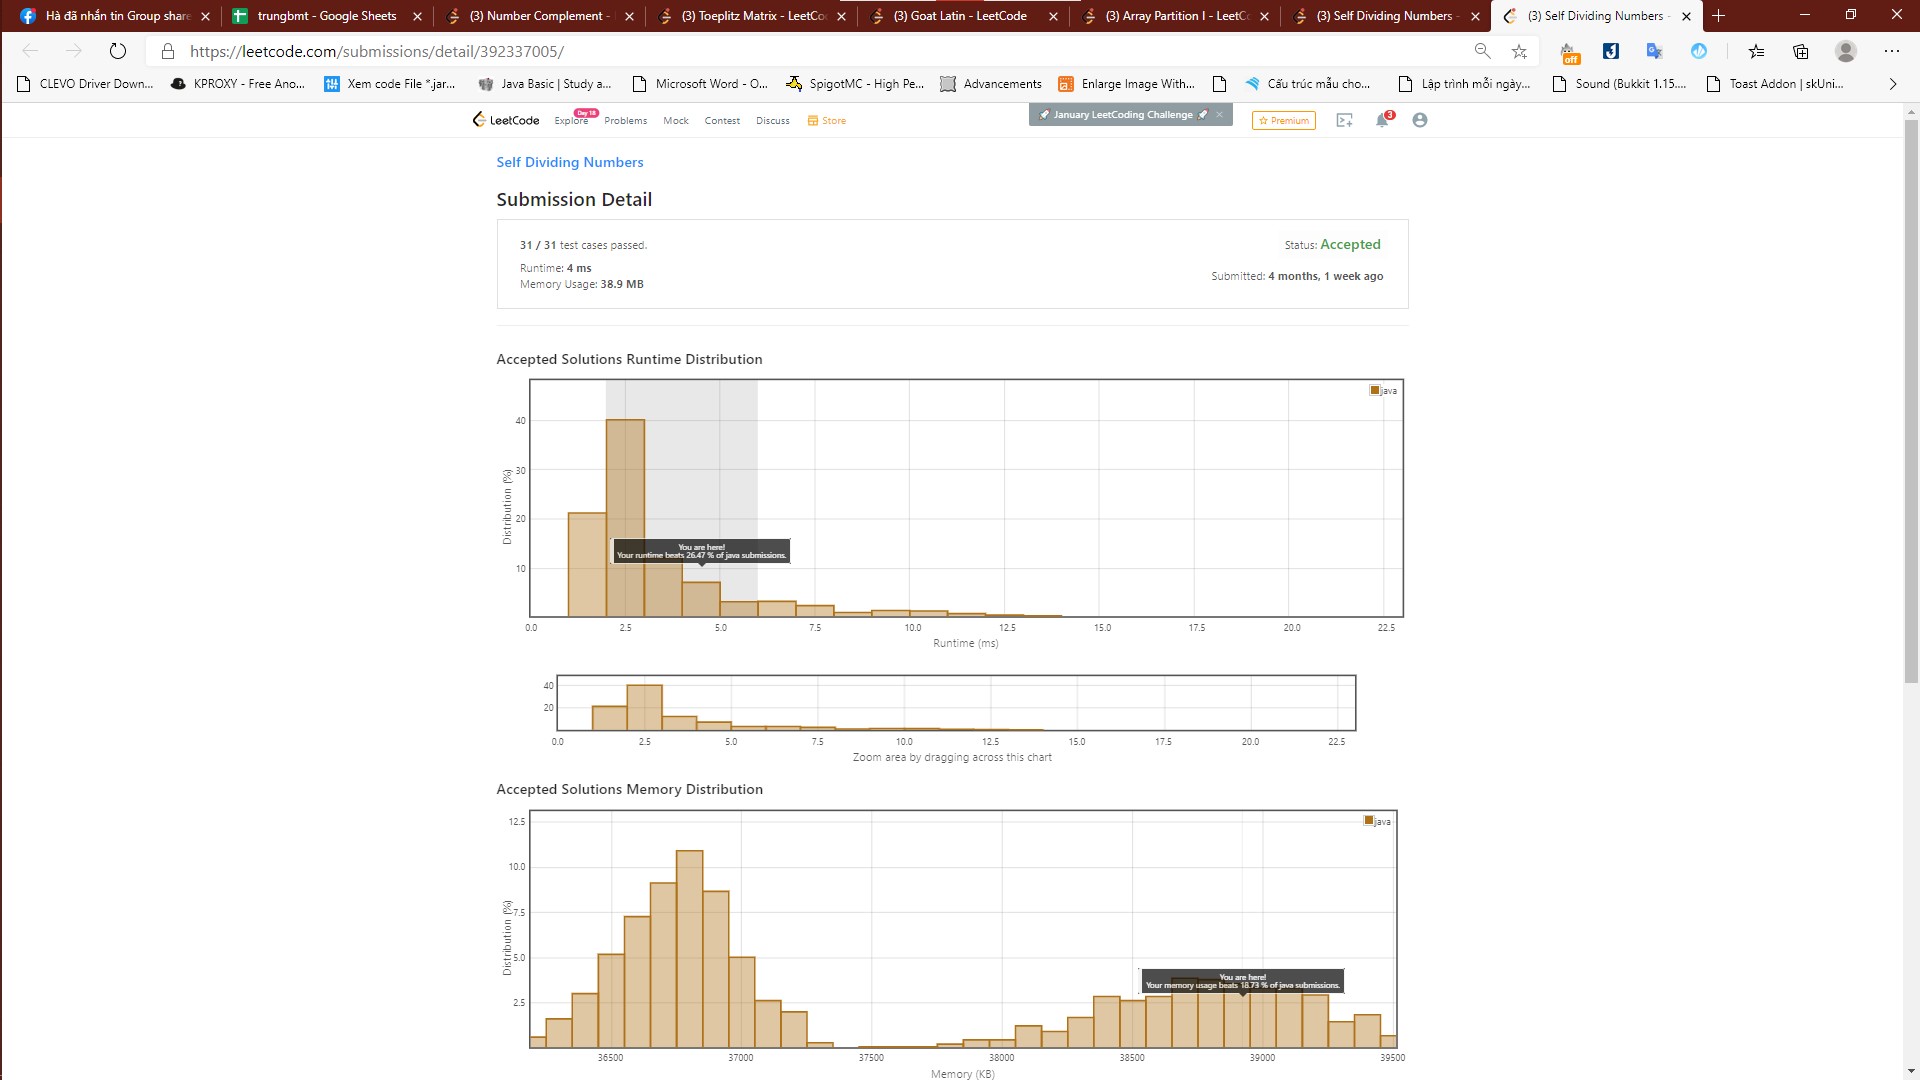 Hà đã nhắn tin Group share
trungbmt - Google Sheets
(3) Number Complement -
(3) Toeplitz Matrix - LeetCo
(3) Goat Latin - LeetCode
(3) Array Partition I - LeetC
(3) Self Dividing Numbers -
(3) Self Dividing Numbers -
https://leetcode.com/submissions/detail/392337005/
off
CLEVO Driver Down...
KPROXY - Free Ano...
Xem code File *.jar...
Java Basic | Study a...
Microsoft Word - O...
SpigotMC - High Pe...
Advancements
Enlarge Image With...
Cấu trúc mẫu cho...
Lập trình mỗi ngày...
Sound (Bukkit 1.15....
Toast Addon | skUni...
LeetCode
Explore
Day 18
Problems
Mock
Contest
Discuss
Store
January LeetCoding Challenge
Premium
3
Self Dividing Numbers
Submission Detail
31 / 31 test cases passed.
Status: Accepted
Runtime: 4 ms
Submitted: 4 months, 1 week ago
Memory Usage: 38.9 MB
Accepted Solutions Runtime Distribution
java
40
30
20
10
Distribution (%)
You are here!
Your runtime beats 26.47 % of java submissions.
0.0 2.5 5.0 7.5 10.0 12.5 15.0 17.5 20.0 22.5
Runtime (ms)
40
20
0.0 2.5 5.0 7.5 10.0 12.5 15.0 17.5 20.0 22.5
Zoom area by dragging across this chart
Accepted Solutions Memory Distribution
java
12.5
10.0
7.5
5.0
2.5
Distribution (%)
You are here!
Your memory usage beats 18.73 % of java submissions.
36500 37000 37500 38000 38500 39000 39500
Memory (KB)